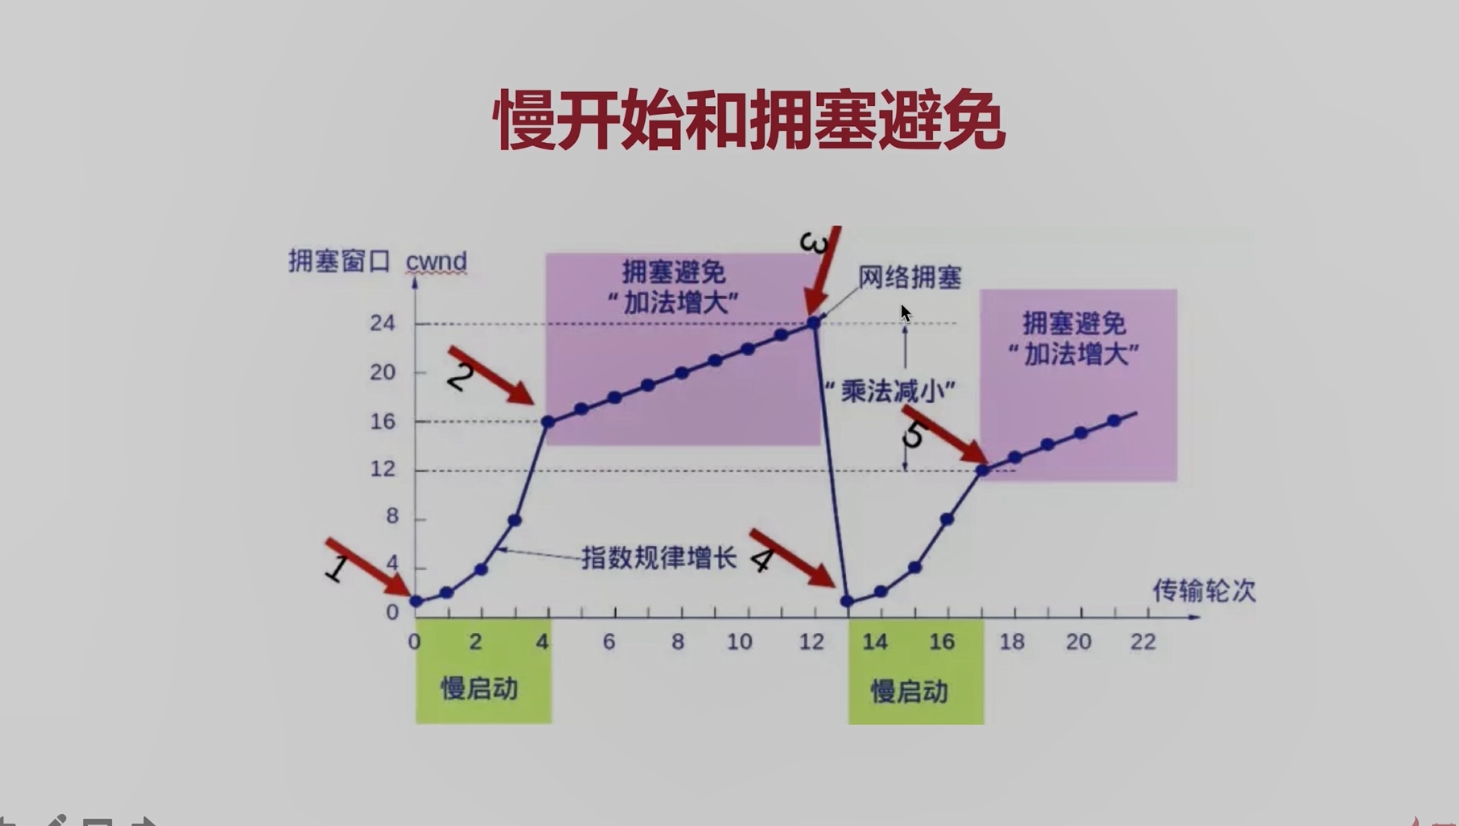 慢开始和拥塞避免
拥塞窗口 cwnd
拥塞避免
“加法增大”
3
网络拥塞
拥塞避免
“加法增大”
24
20
16
12
8
4
0
2
“乘法减小”
5
1
指数规律增长
4
传输轮次
0 2 4 6 8 10 12 14 16 18 20 22
慢启动
慢启动